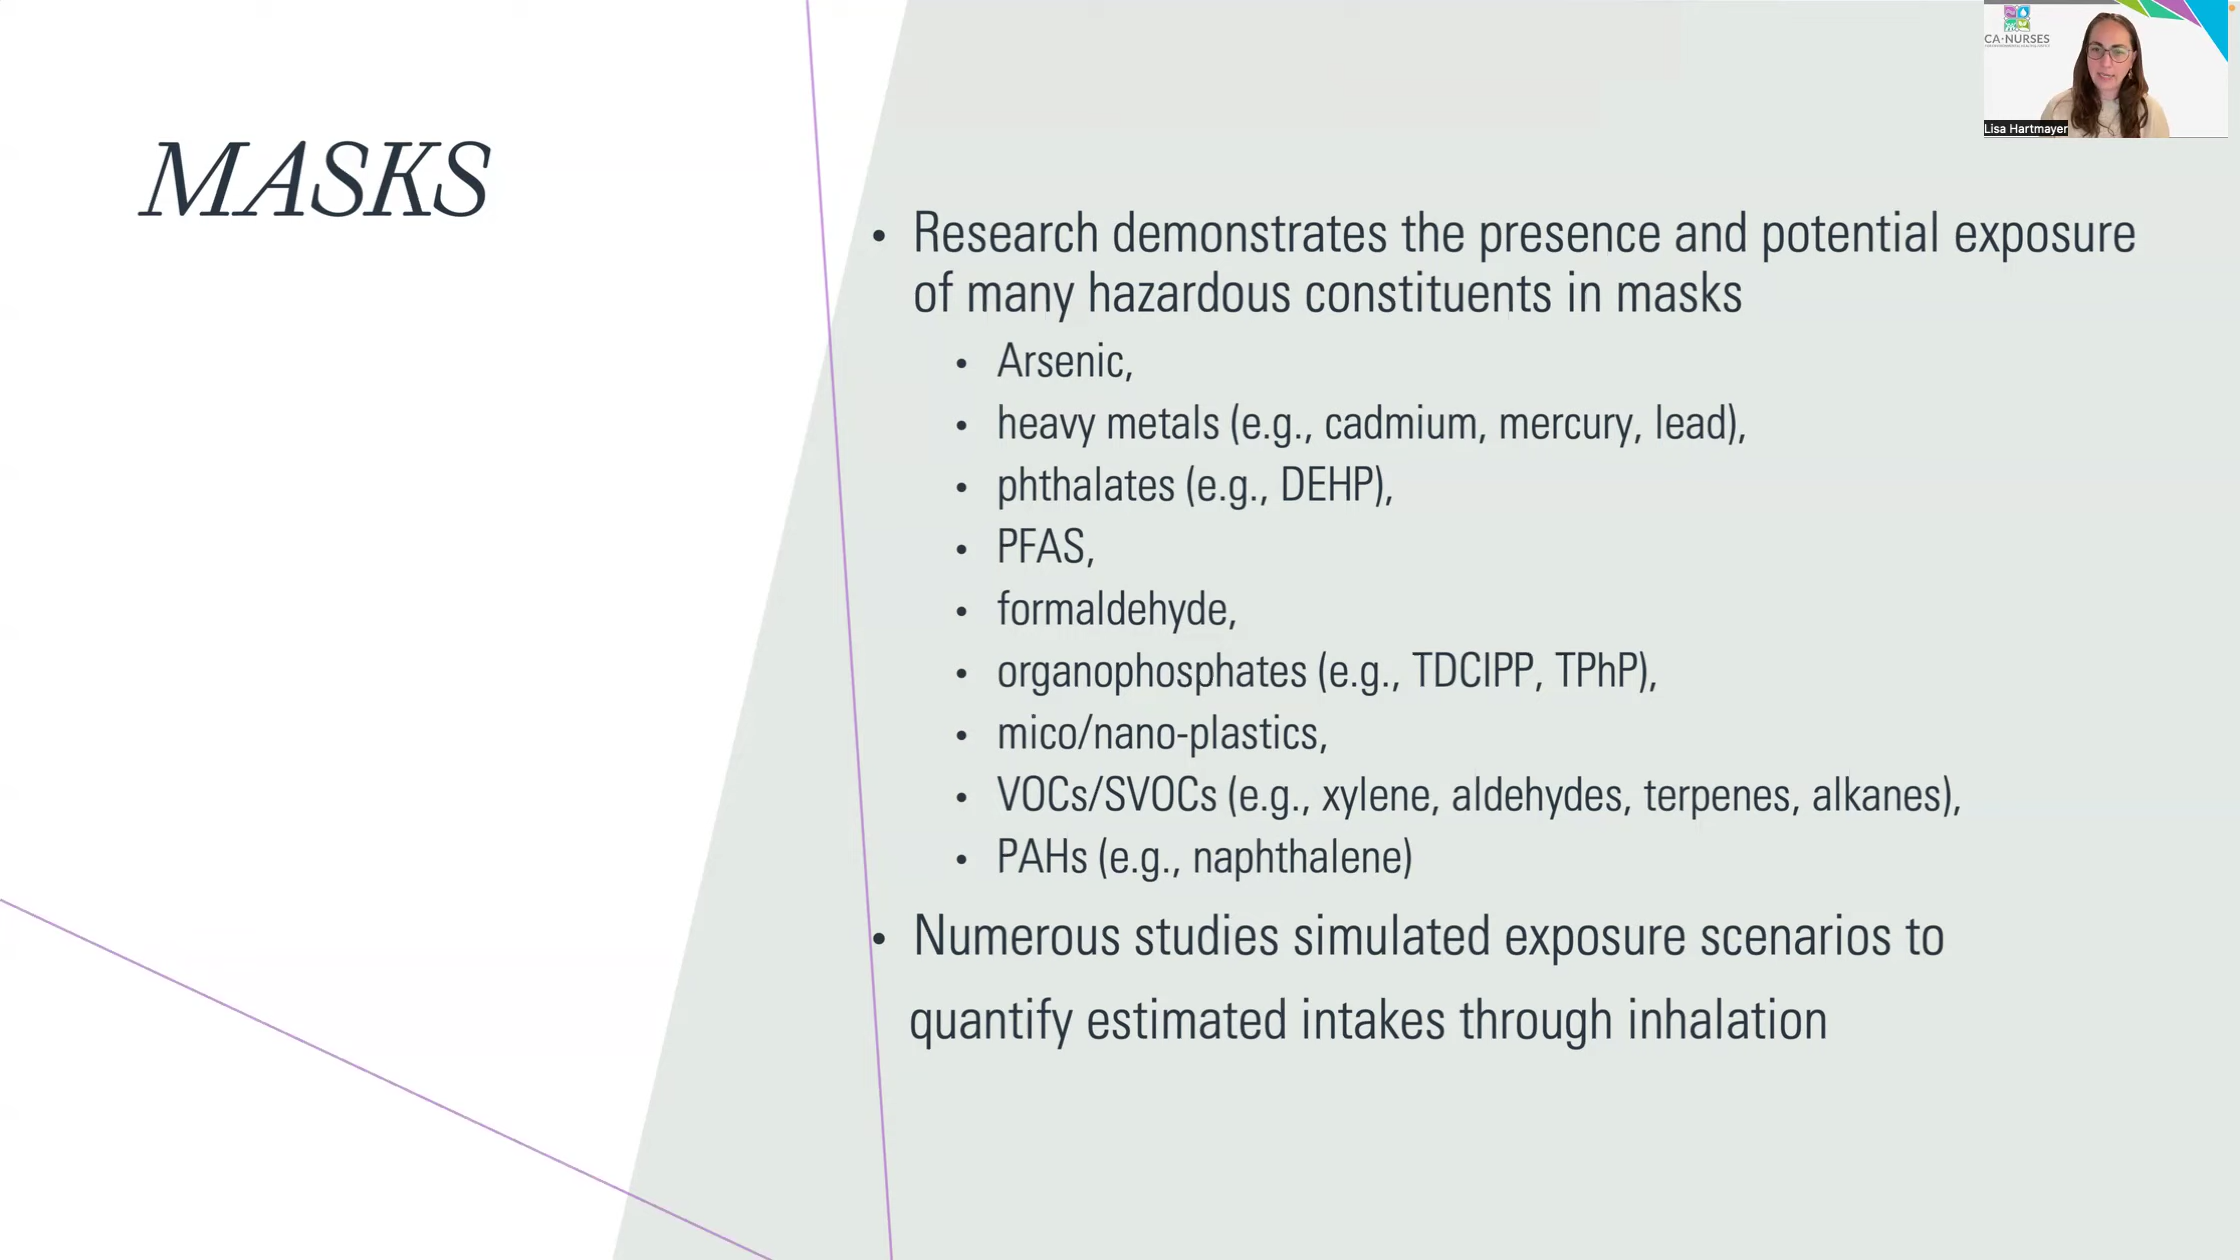 CA·NURSES
Lisa Hartmayer
MASKS
• Research demonstrates the presence and potential exposure
of many hazardous constituents in masks
• Arsenic,
• heavy metals (e.g., cadmium, mercury, lead),
• phthalates (e.g., DEHP),
• PFAS,
• formaldehyde,
• organophosphates (e.g., TDCIPP, TPhP),
• mico/nano-plastics,
• VOCs/SVOCs (e.g., xylene, aldehydes, terpenes, alkanes),
• PAHs (e.g., naphthalene)
• Numerous studies simulated exposure scenarios to
quantify estimated intakes through inhalation